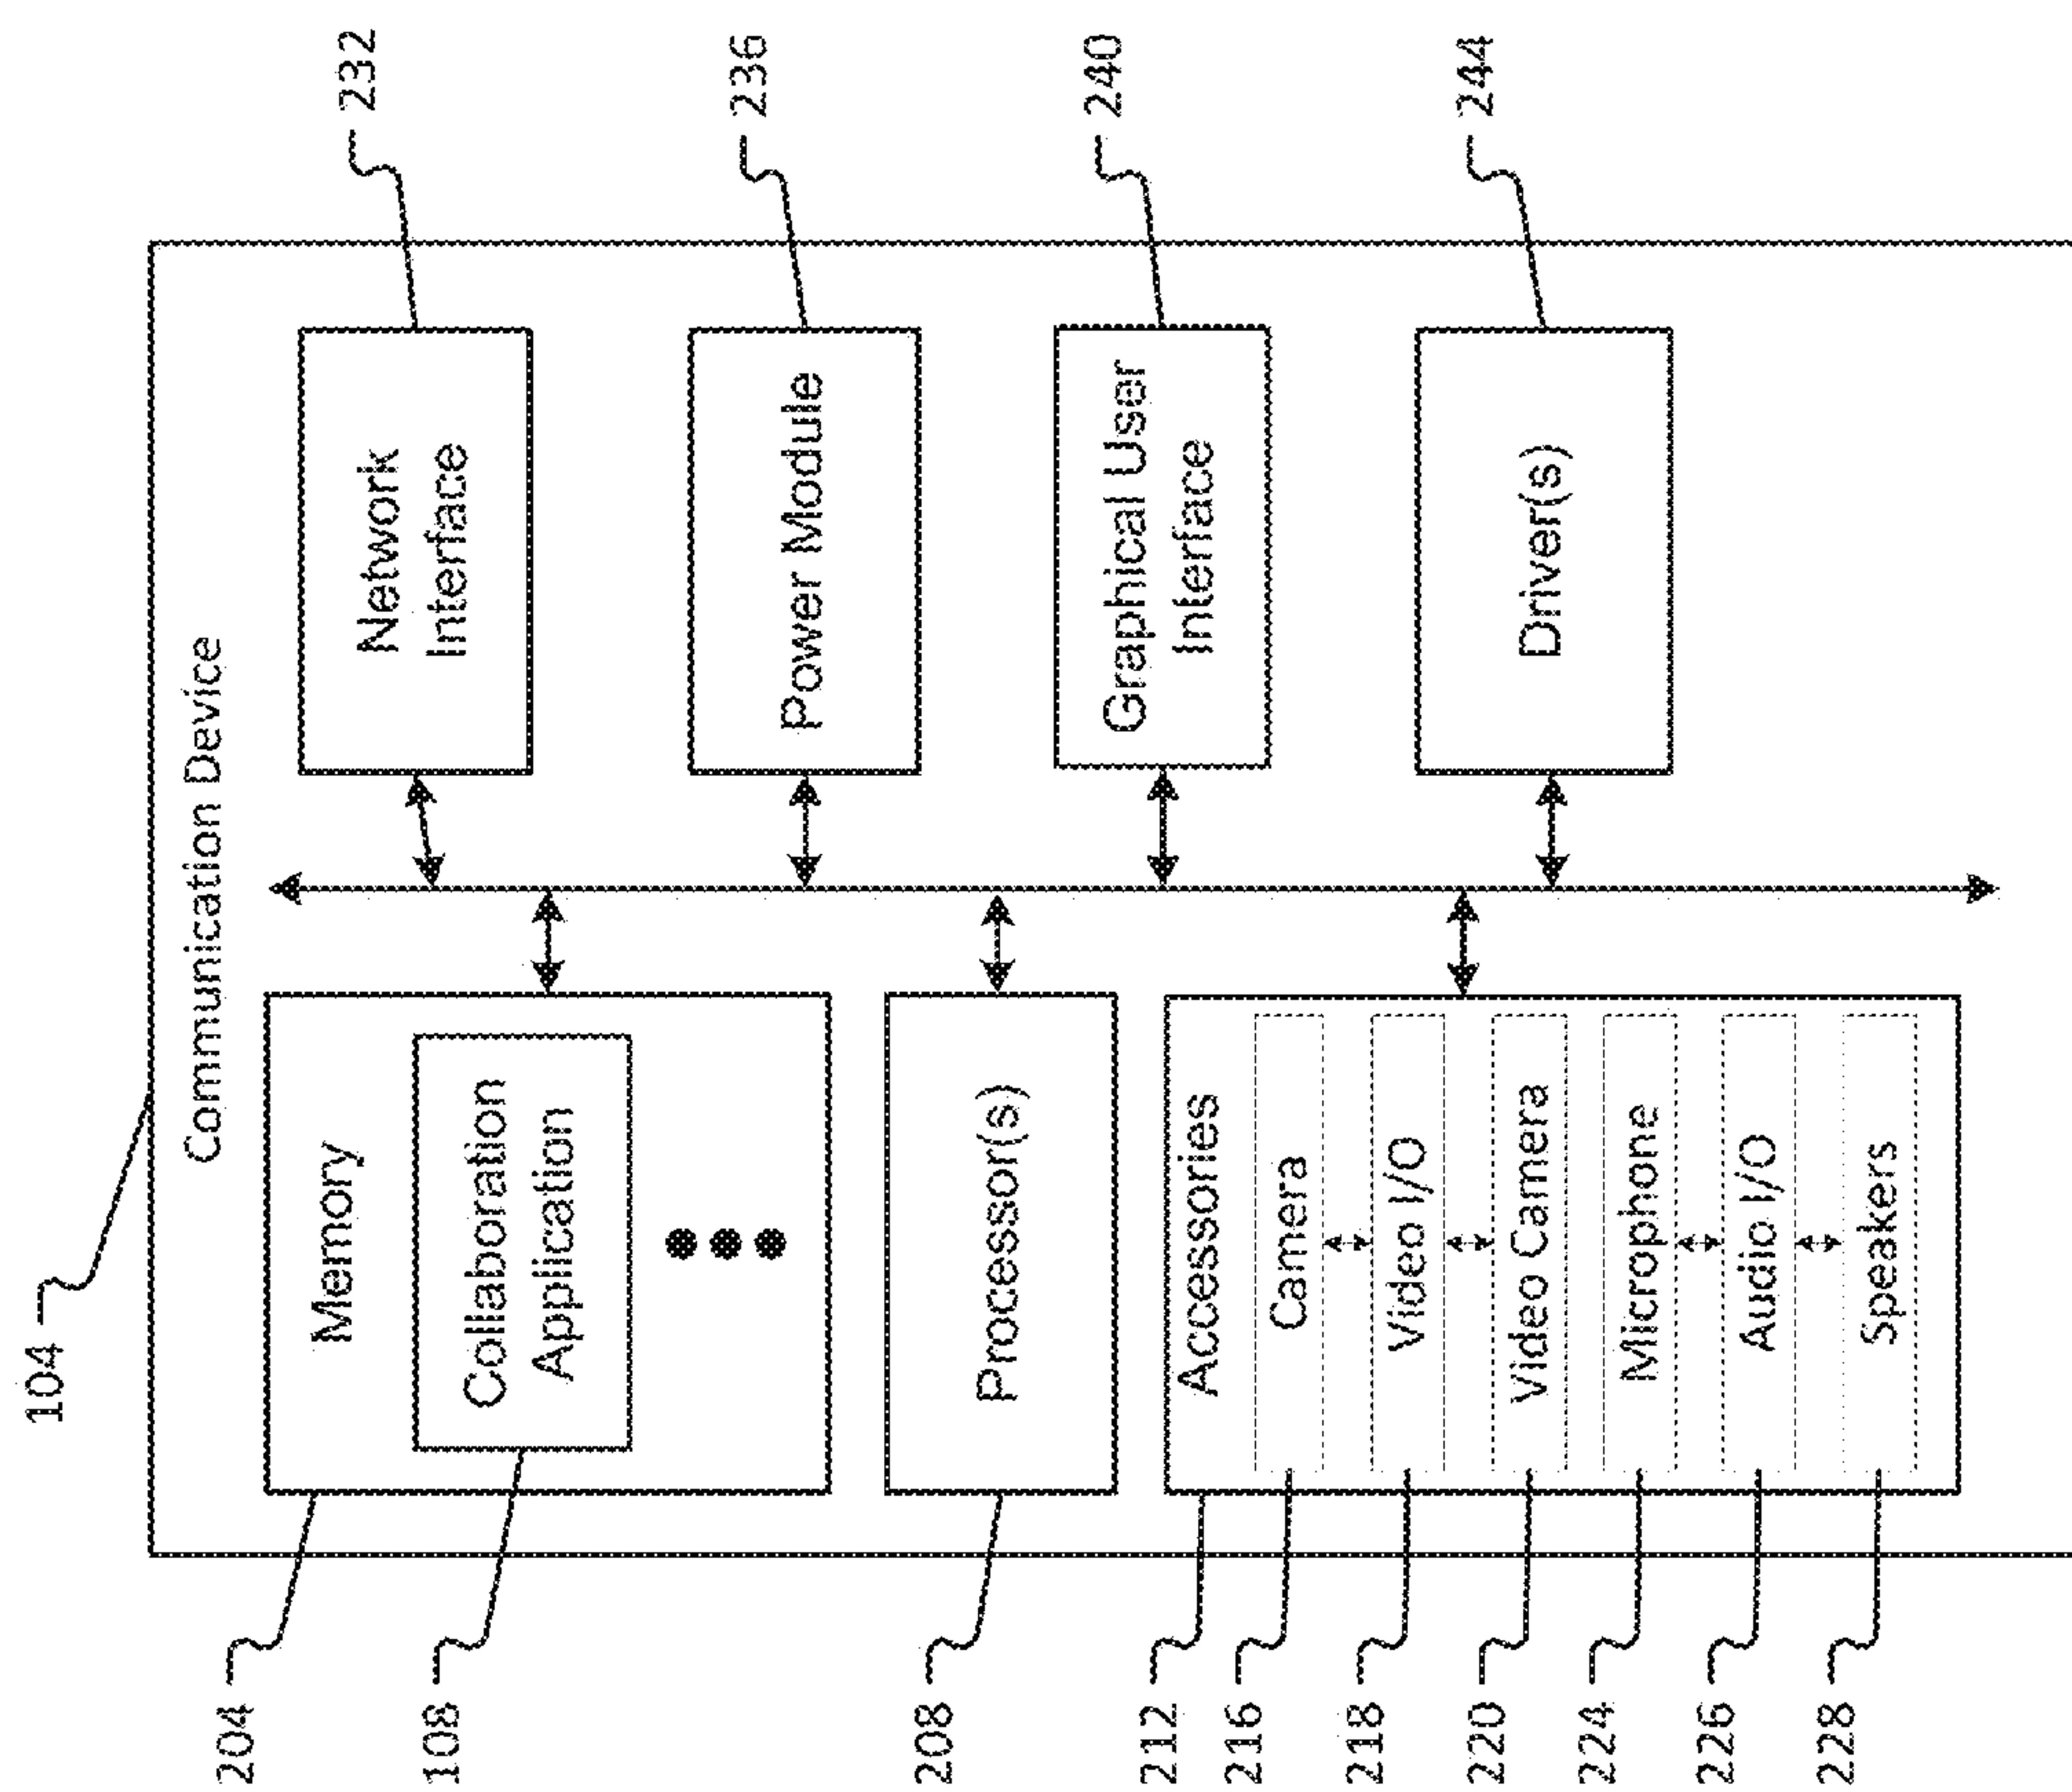 104
Communication Device
204
Memory
108
Collaboration
Application
208
Processor(s)
212
Accessories
216
Camera
218
Video I/O
220
Video Camera
224
Microphone
226
Audio I/O
228
Speakers
232
Network
Interface
236
Power Module
240
Graphical User
Interface
244
Driver(s)